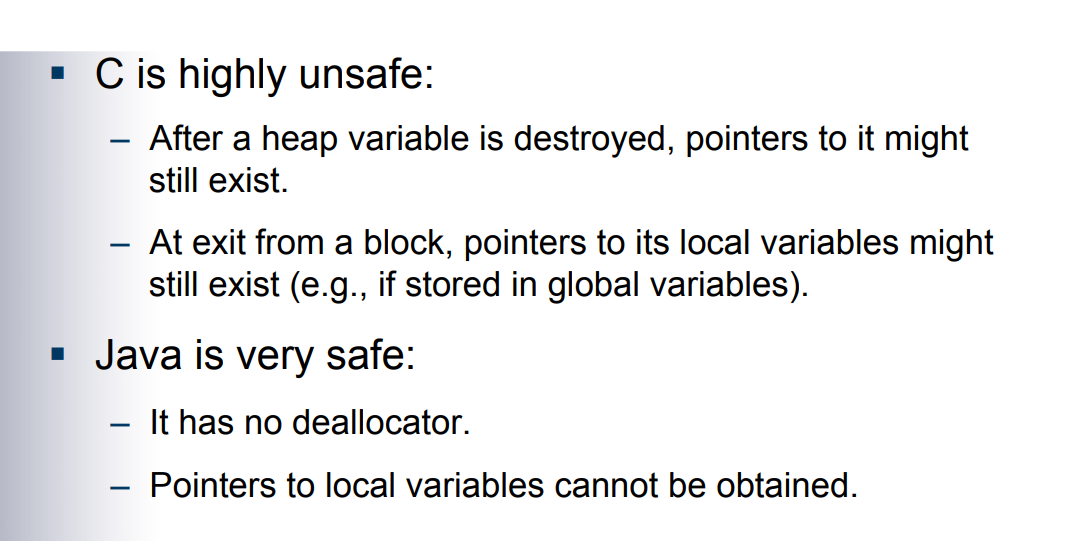 ▪ C is highly unsafe:
– After a heap variable is destroyed, pointers to it might
still exist.
– At exit from a block, pointers to its local variables might
still exist (e.g., if stored in global variables).
▪ Java is very safe:
– It has no deallocator.
– Pointers to local variables cannot be obtained.